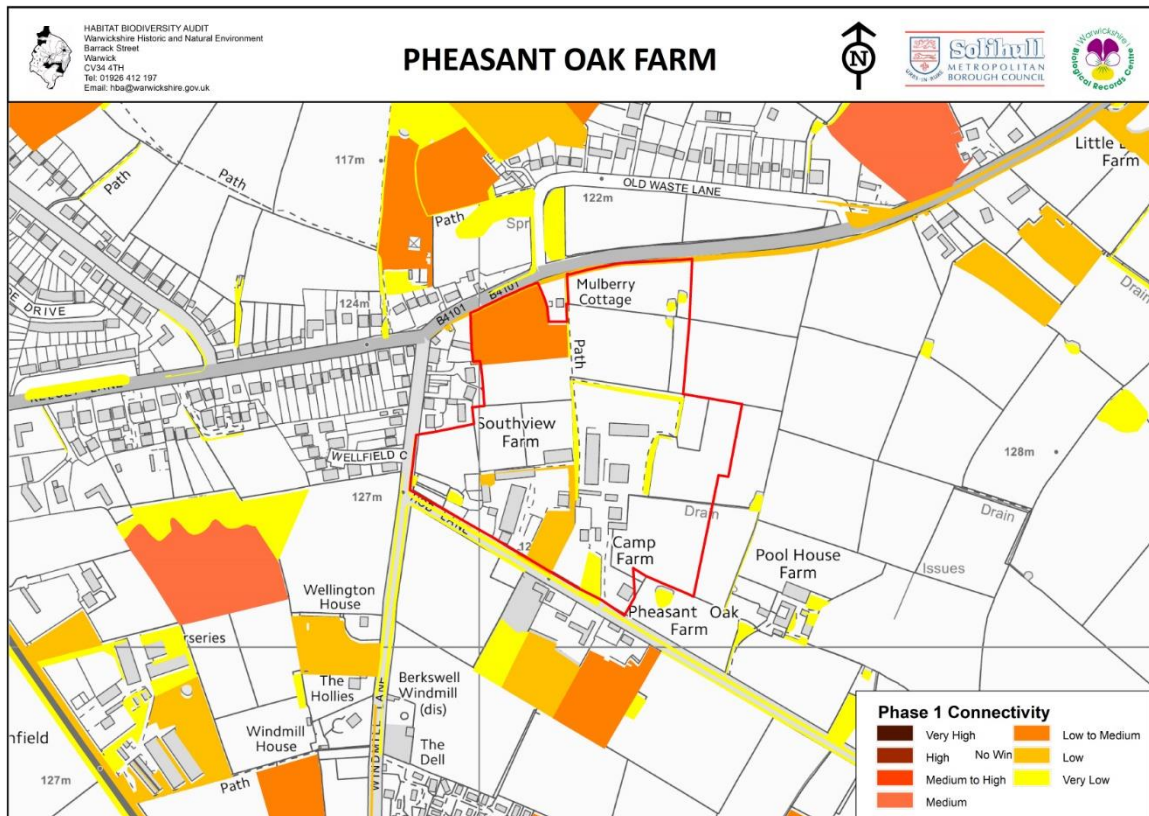 HABITAT BIODIVERSITY AUDIT
Warwickshire Historic and Natural Environment
Barrack Street
Warwick
CV34 4TH
Tel: 01926 412 197
Email: hba@warwickshire.gov.uk
PHEASANT OAK FARM
N
Solihull
METROPOLITAN
BOROUGH COUNCIL
Warwickshire
Biological Records Centre
117m
Path
Path
Path
OLD WASTE LANE
122m
Spr
Little
Farm
Drain
B4101
B4101
Mulberry
Cottage
DE DRIVE
124m
Path
Southview
Farm
WELLFIELD C
128m
127m
Drain
Drain
Camp
Farm
Pool House
Farm
Issues
Wellington
House
Pheasant Oak
Farm
rseries
The
Hollies
Berkswell
Windmill
(dis)
nfield
Windmill
House
The
Dell
WINDMILL LANE
127m
Path
Phase 1 Connectivity
Very High
High
No Win
Medium to High
Medium
Low to Medium
Low
Very Low